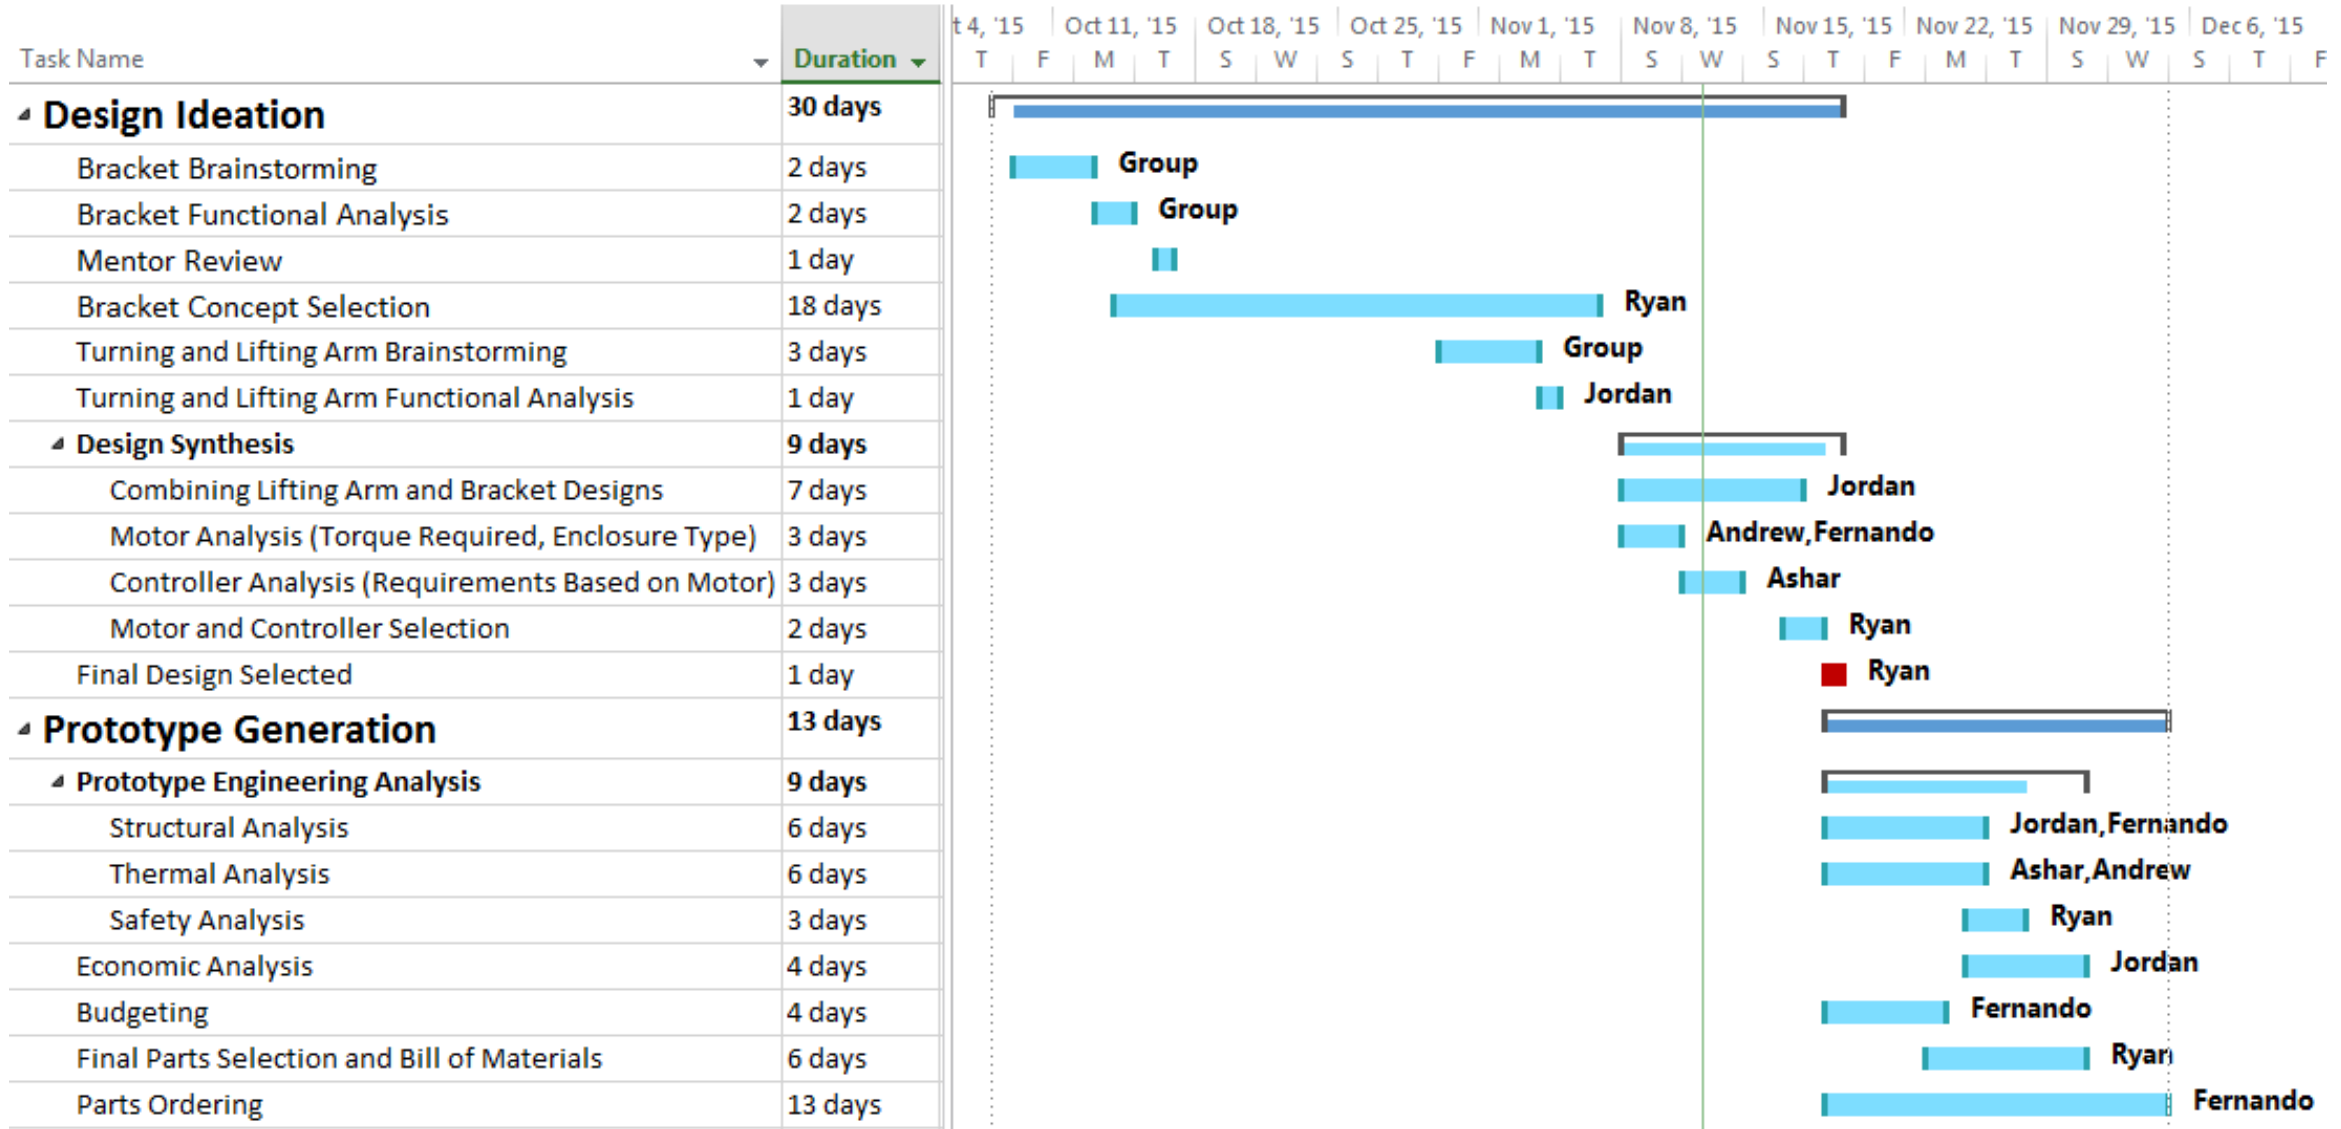 t 4, '15 Oct 11, '15 Oct 18, '15 Oct 25, '15 Nov 1, '15 Nov 8, '15 Nov 15, '15 Nov 22, '15 Nov 29, '15 Dec 6, '15
Task Name Duration T F M T S W S T F M T S W S T F M T S W S T F
Design Ideation 30 days
Bracket Brainstorming 2 days Group
Bracket Functional Analysis 2 days Group
Mentor Review 1 day
Bracket Concept Selection 18 days Ryan
Turning and Lifting Arm Brainstorming 3 days Group
Turning and Lifting Arm Functional Analysis 1 day Jordan
Design Synthesis 9 days
Combining Lifting Arm and Bracket Designs 7 days Jordan
Motor Analysis (Torque Required, Enclosure Type) 3 days Andrew,Fernando
Controller Analysis (Requirements Based on Motor) 3 days Ashar
Motor and Controller Selection 2 days Ryan
Final Design Selected 1 day Ryan
Prototype Generation 13 days
Prototype Engineering Analysis 9 days
Structural Analysis 6 days Jordan,Fernando
Thermal Analysis 6 days Ashar,Andrew
Safety Analysis 3 days Ryan
Economic Analysis 4 days Jordan
Budgeting 4 days Fernando
Final Parts Selection and Bill of Materials 6 days Ryan
Parts Ordering 13 days Fernando